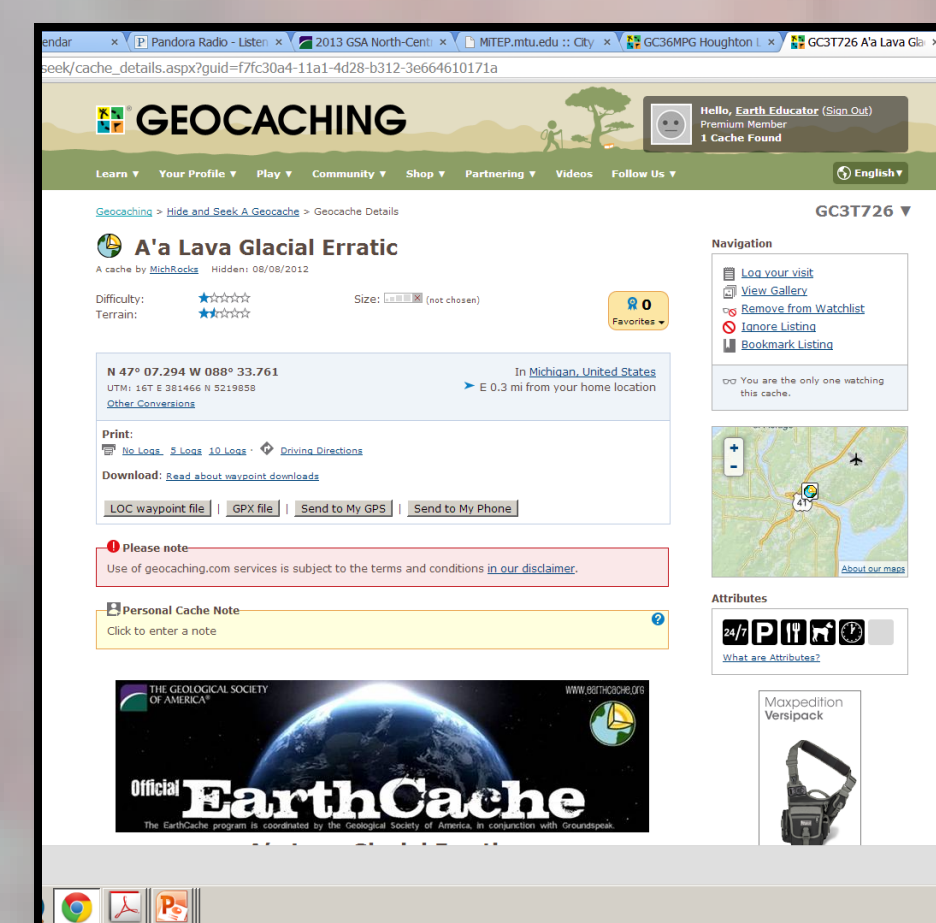 endar
Pandora Radio - Listen
2013 GSA North-Centr
MiTEP.mtu.edu :: City
GC36MPG Houghton L
GC3T726 A'a Lava Gla
seek/cache_details.aspx?guid=f7fc30a4-11a1-4d28-b312-3e664610171a
GEOCACHING
Hello, Earth Educator (Sign Out)
Premium Member
1 Cache Found
Learn ▼ Your Profile ▼ Play ▼ Community ▼ Shop ▼ Partnering ▼ Videos Follow Us ▼
English▼
Geocaching > Hide and Seek A Geocache > Geocache Details
GC3T726 ▼
A'a Lava Glacial Erratic
A cache by MichRocks Hidden: 08/08/2012
Difficulty:
Size: (not chosen)
Terrain:
0
Favorites
N 47° 07.294 W 088° 33.761
UTM: 16T E 381466 N 5219858
Other Conversions
In Michigan, United States
E 0.3 mi from your home location
Print:
No Logs 5 Logs 10 Logs · Driving Directions
Download: Read about waypoint downloads
LOC waypoint file | GPX file | Send to My GPS | Send to My Phone
Please note
Use of geocaching.com services is subject to the terms and conditions in our disclaimer.
Personal Cache Note
Click to enter a note
THE GEOLOGICAL SOCIETY
OF AMERICA®
www.earthcache.org
Official EarthCache
The EarthCache program is coordinated by the Geological Society of America, in conjunction with Groundspeak.
Navigation
Log your visit
View Gallery
Remove from Watchlist
Ignore Listing
Bookmark Listing
You are the only one watching
this cache.
+
-
41
About our maps
Attributes
24/7 P
What are Attributes?
Maxpedition
Versipack